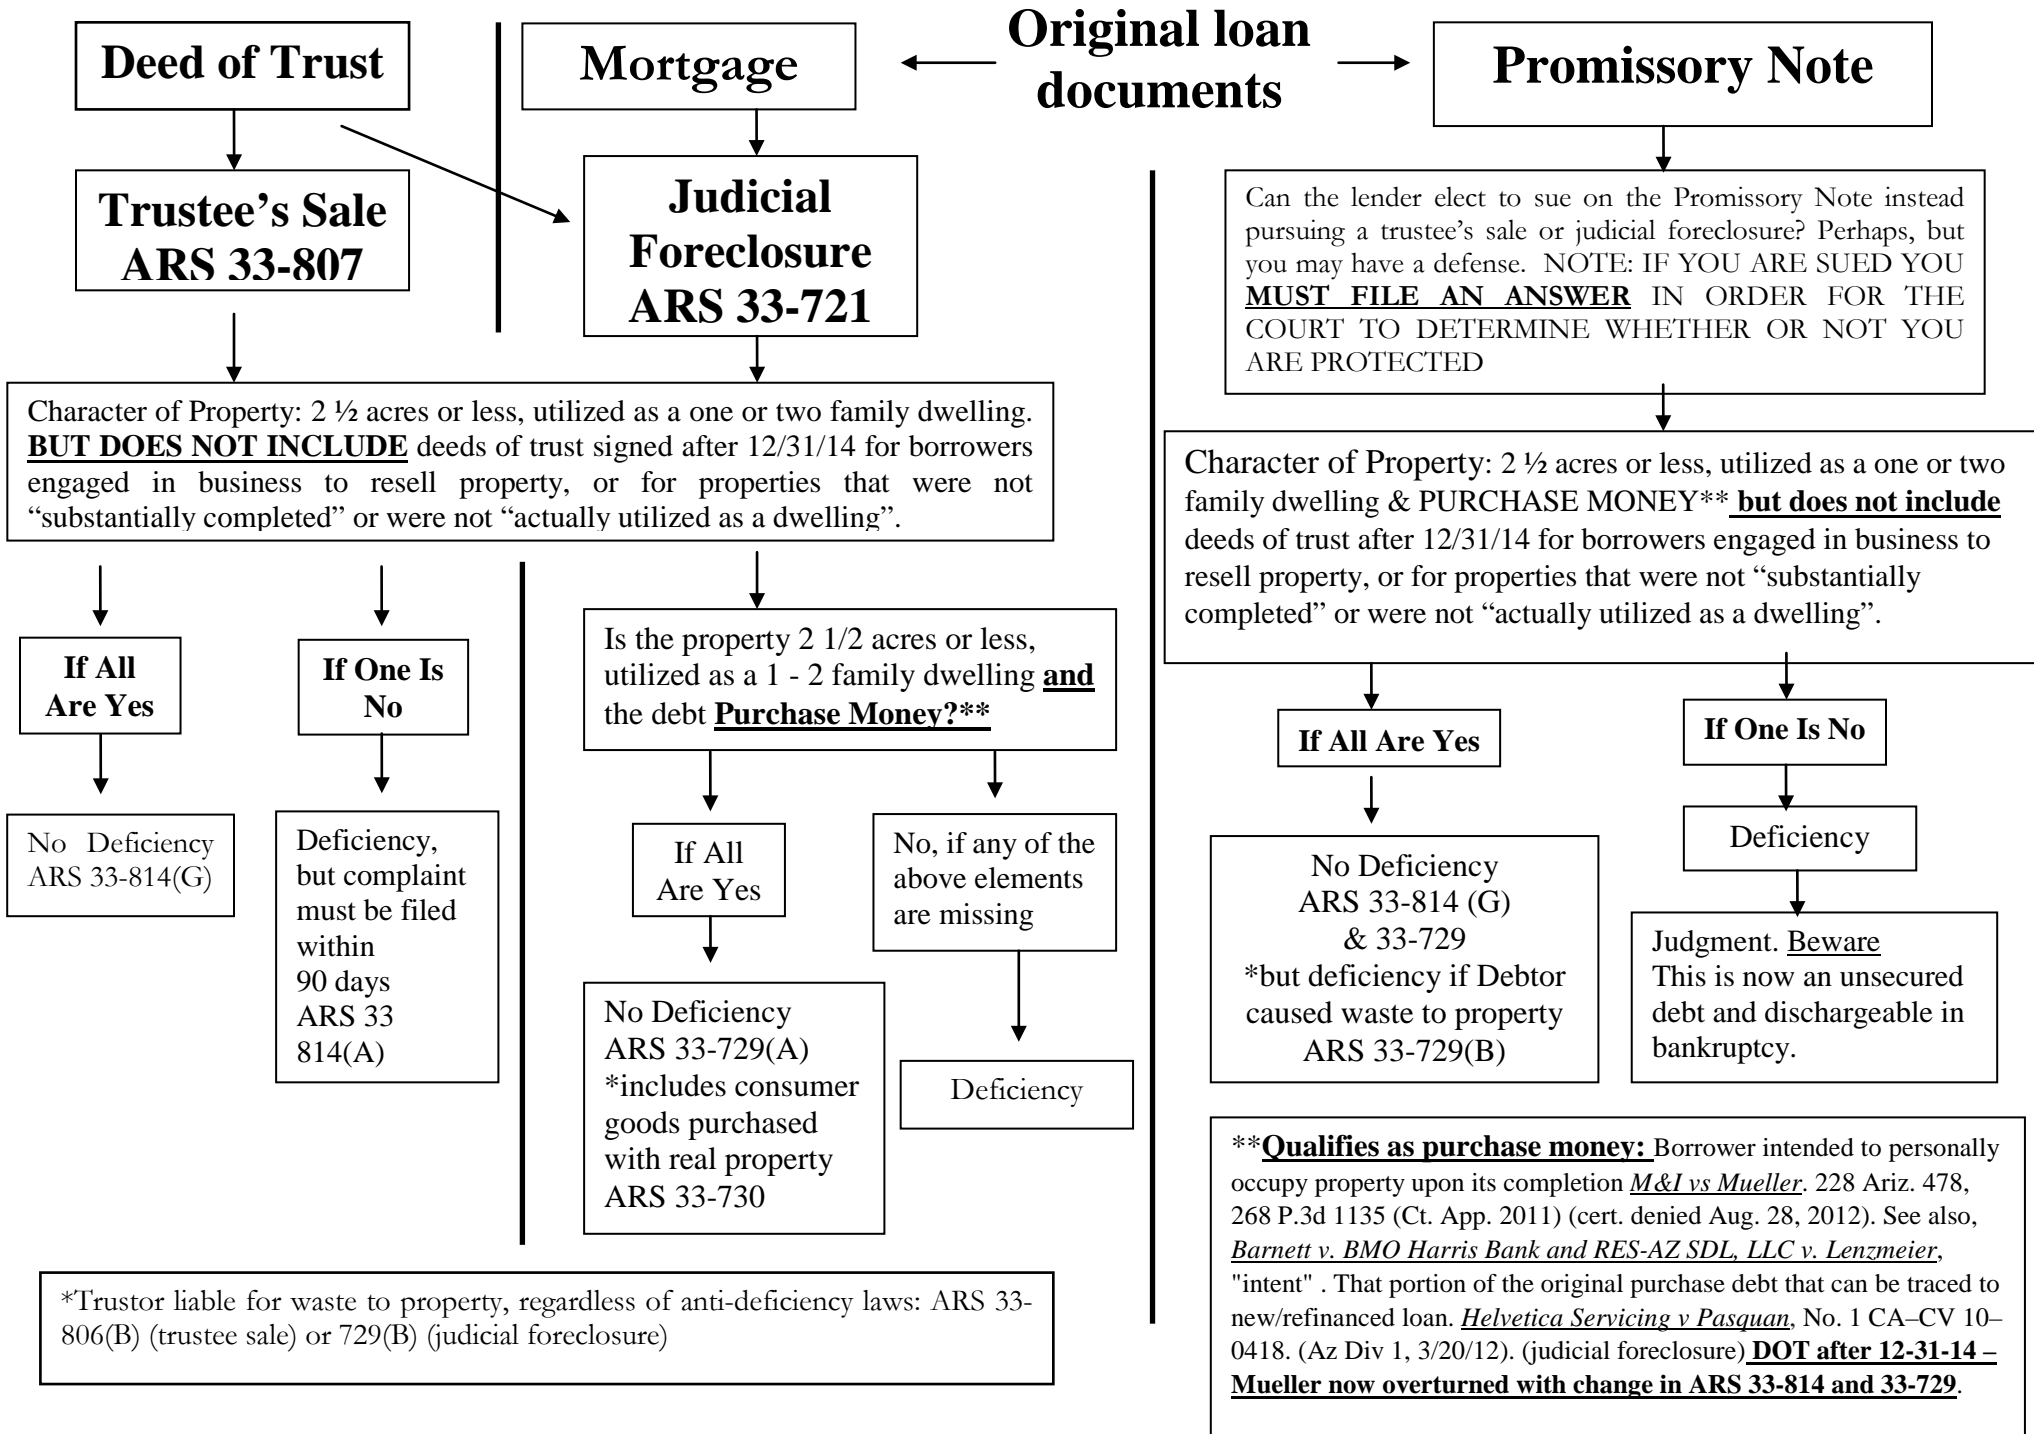 Original loan
documents
Deed of Trust
Mortgage
Promissory Note
Trustee's Sale
ARS 33-807
Judicial
Foreclosure
ARS 33-721
Can the lender elect to sue on the Promissory Note instead
pursuing a trustee's sale or judicial foreclosure? Perhaps, but
you may have a defense. NOTE: IF YOU ARE SUED YOU
MUST FILE AN ANSWER IN ORDER FOR THE
COURT TO DETERMINE WHETHER OR NOT YOU
ARE PROTECTED
Character of Property: 2 ½ acres or less, utilized as a one or two family dwelling.
BUT DOES NOT INCLUDE deeds of trust signed after 12/31/14 for borrowers
engaged in business to resell property, or for properties that were not
“substantially completed” or were not “actually utilized as a dwelling”.
Character of Property: 2 ½ acres or less, utilized as a one or two
family dwelling & PURCHASE MONEY** but does not include
deeds of trust after 12/31/14 for borrowers engaged in business to
resell property, or for properties that were not “substantially
completed” or were not “actually utilized as a dwelling”.
If All
Are Yes
If One Is
No
Is the property 2 1/2 acres or less,
utilized as a 1 - 2 family dwelling and
the debt Purchase Money?**
If All Are Yes
If One Is No
No Deficiency
ARS 33-814(G)
Deficiency,
but complaint
must be filed
within
90 days
ARS 33
814(A)
If All
Are Yes
No, if any of the
above elements
are missing
No Deficiency
ARS 33-729(A)
*includes consumer
goods purchased
with real property
ARS 33-730
Deficiency
No Deficiency
ARS 33-814 (G)
& 33-729
*but deficiency if Debtor
caused waste to property
ARS 33-729(B)
Deficiency
Judgment. Beware
This is now an unsecured
debt and dischargeable in
bankruptcy.
*Trustor liable for waste to property, regardless of anti-deficiency laws: ARS 33-
806(B) (trustee sale) or 729(B) (judicial foreclosure)
**Qualifies as purchase money: Borrower intended to personally
occupy property upon its completion M&I vs Mueller. 228 Ariz. 478,
268 P.3d 1135 (Ct. App. 2011) (cert. denied Aug. 28, 2012). See also,
Barnett v. BMO Harris Bank and RES-AZ SDL, LLC v. Lenzmeier,
"intent" . That portion of the original purchase debt that can be traced to
new/refinanced loan. Helvetica Servicing v Pasquan, No. 1 CA–CV 10–
0418. (Az Div 1, 3/20/12). (judicial foreclosure) DOT after 12-31-14 –
Mueller now overturned with change in ARS 33-814 and 33-729.